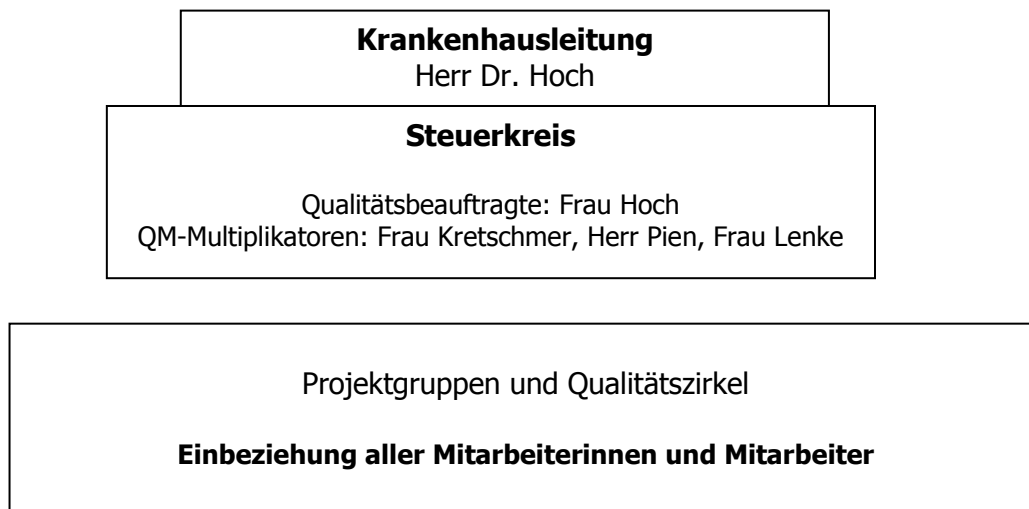 Krankenhausleitung
Herr Dr. Hoch
Steuerkreis
Qualitätsbeauftragte: Frau Hoch
QM-Multiplikatoren: Frau Kretschmer, Herr Pien, Frau Lenke
Projektgruppen und Qualitätszirkel
Einbeziehung aller Mitarbeiterinnen und Mitarbeiter